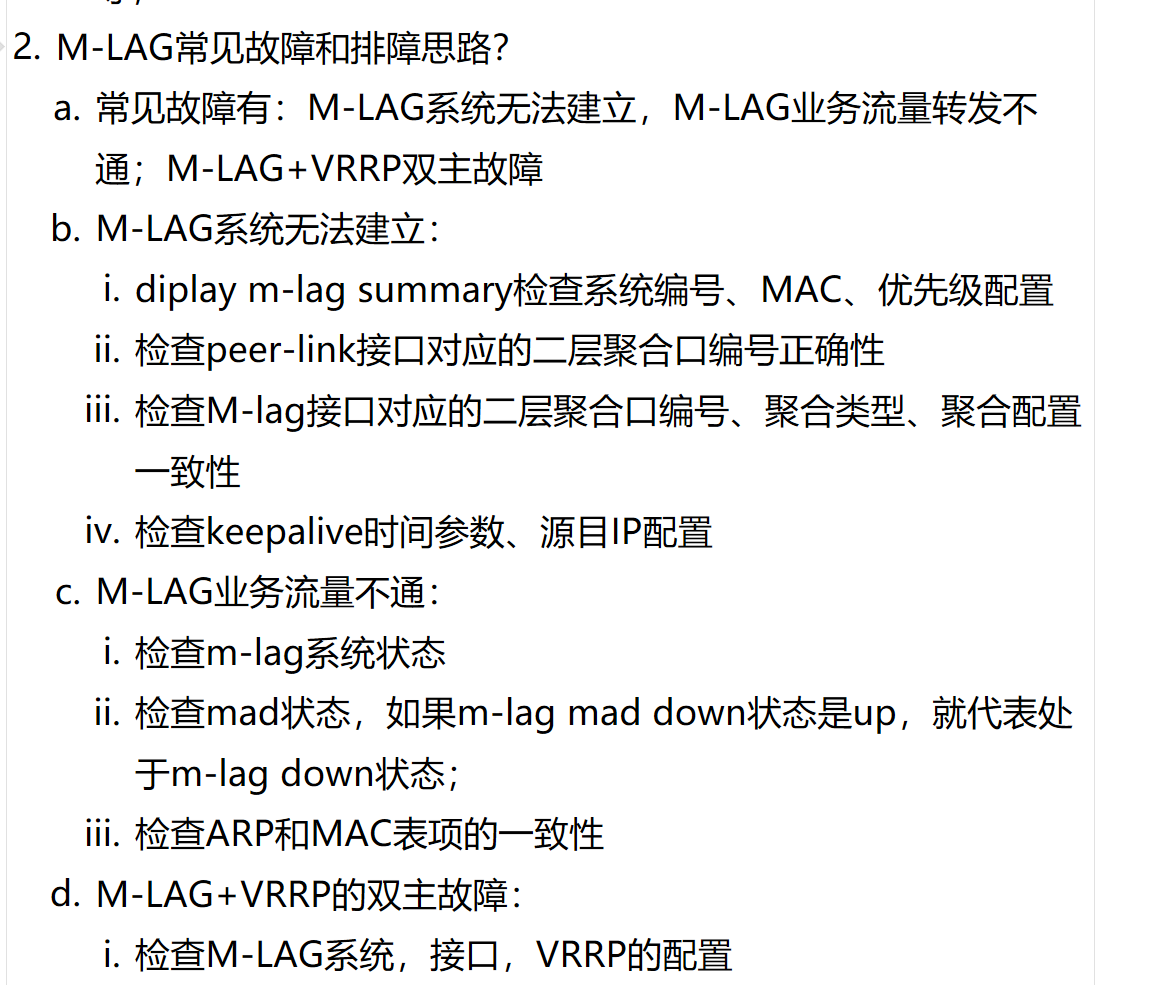 2. M-LAG常见故障和排障思路？
a. 常见故障有：M-LAG系统无法建立，M-LAG业务流量转发不
通；M-LAG+VRRP双主故障
b. M-LAG系统无法建立：
i. diplay m-lag summary检查系统编号、MAC、优先级配置
ii. 检查peer-link接口对应的二层聚合口编号正确性
iii. 检查M-lag接口对应的二层聚合口编号、聚合类型、聚合配置
一致性
iv. 检查keepalive时间参数、源目IP配置
c. M-LAG业务流量不通：
i. 检查m-lag系统状态
ii. 检查mad状态，如果m-lag mad down状态是up，就代表处
于m-lag down状态；
iii. 检查ARP和MAC表项的一致性
d. M-LAG+VRRP的双主故障：
i. 检查M-LAG系统，接口，VRRP的配置